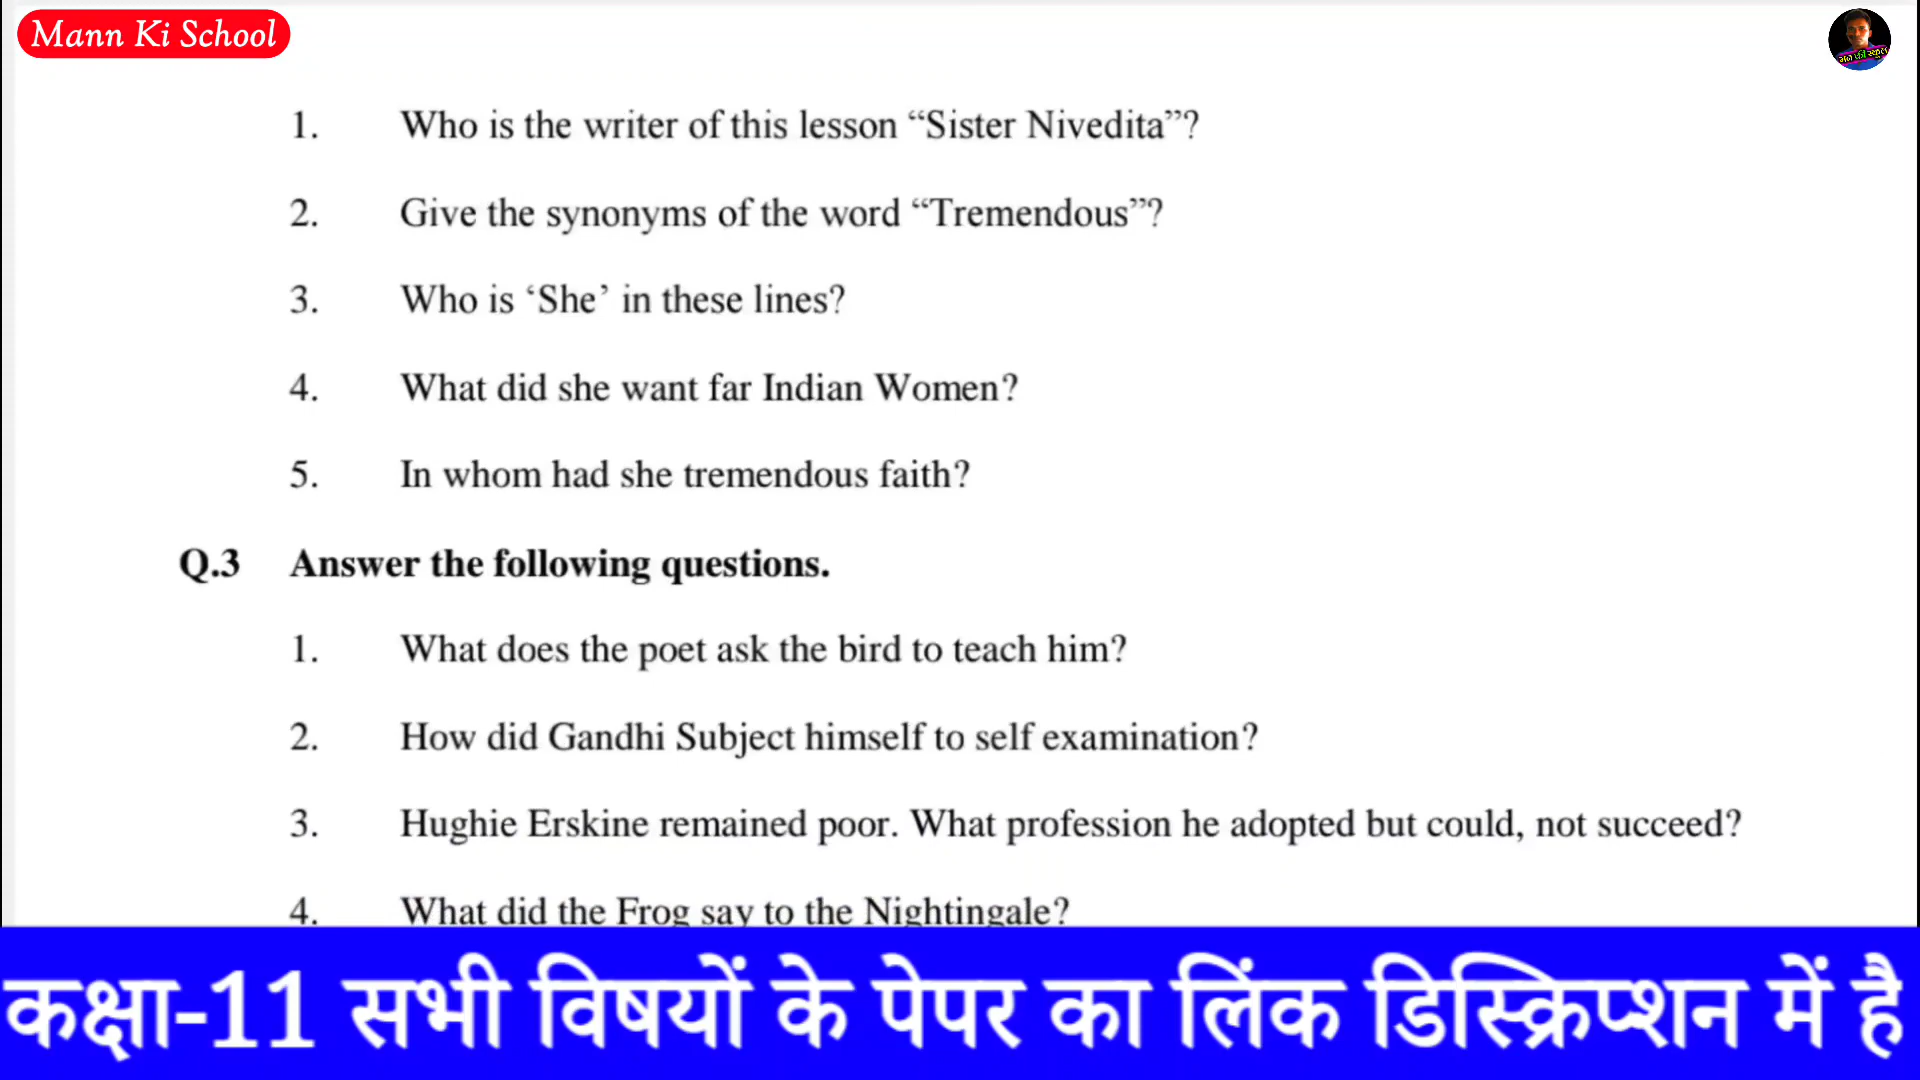 Mann Ki School
मन की स्कूल
1. Who is the writer of this lesson “Sister Nivedita”?
2. Give the synonyms of the word “Tremendous”?
3. Who is ‘She’ in these lines?
4. What did she want far Indian Women?
5. In whom had she tremendous faith?
Q.3 Answer the following questions.
1. What does the poet ask the bird to teach him?
2. How did Gandhi Subject himself to self examination?
3. Hughie Erskine remained poor. What profession he adopted but could, not succeed?
4. What did the Frog say to the Nightingale?
कक्षा-11 सभी विषयों के पेपर का लिंक डिस्क्रिप्शन में है